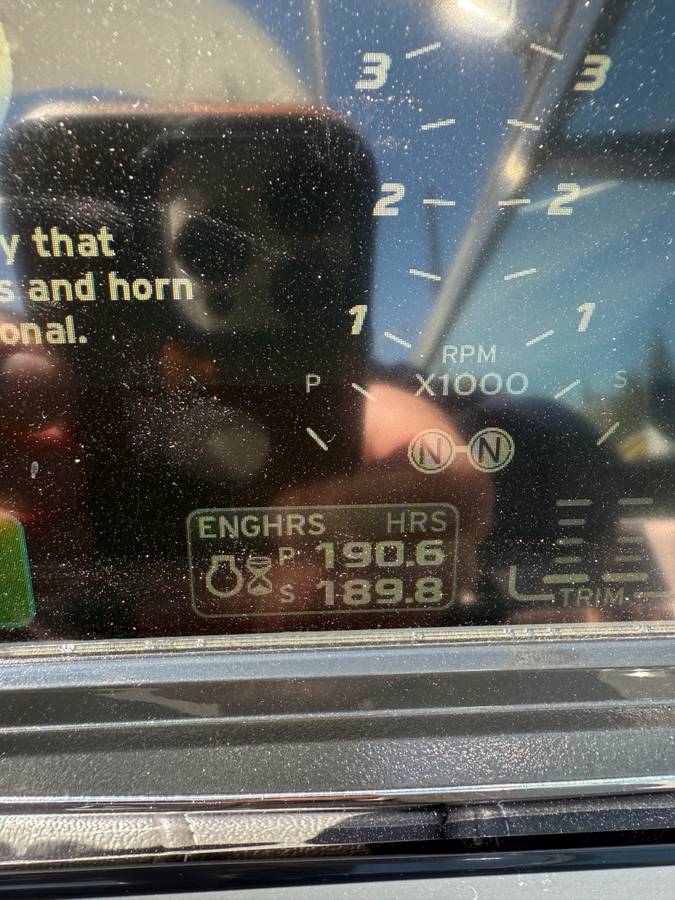 3 3
2 2
y that
s and horn
onal.
1 1
RPM
P X1000 S
N N
ENGHRS HRS
P 190.6
S 189.8
TRIM